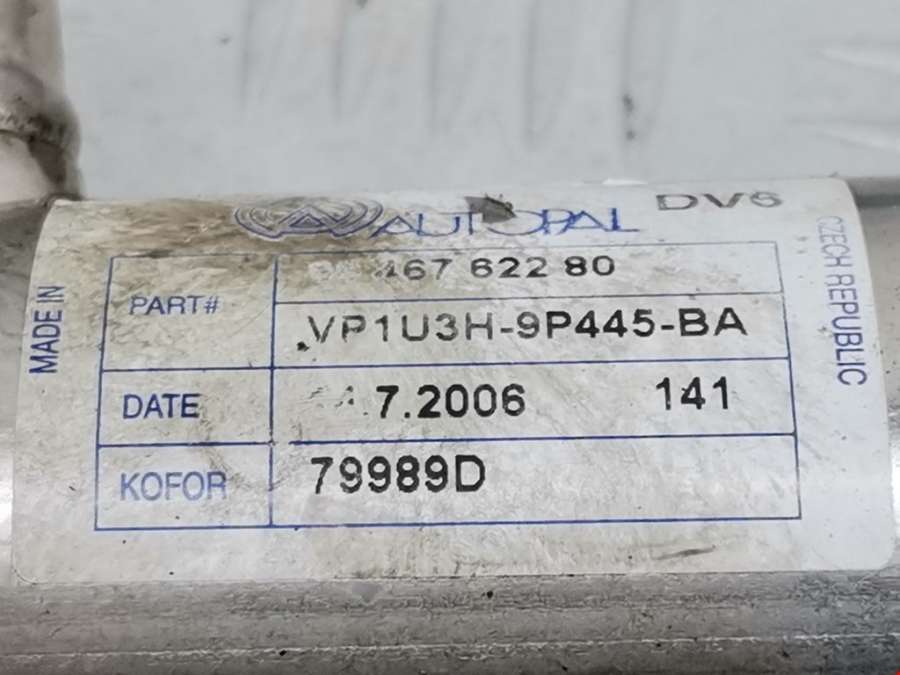 AUTOPAL DV6
MADE IN
PART#
467 622 80
VP1U3H-9P445-BA
DATE
7.2006 141
KOFOR
79989D
CZECH REPUBLIC